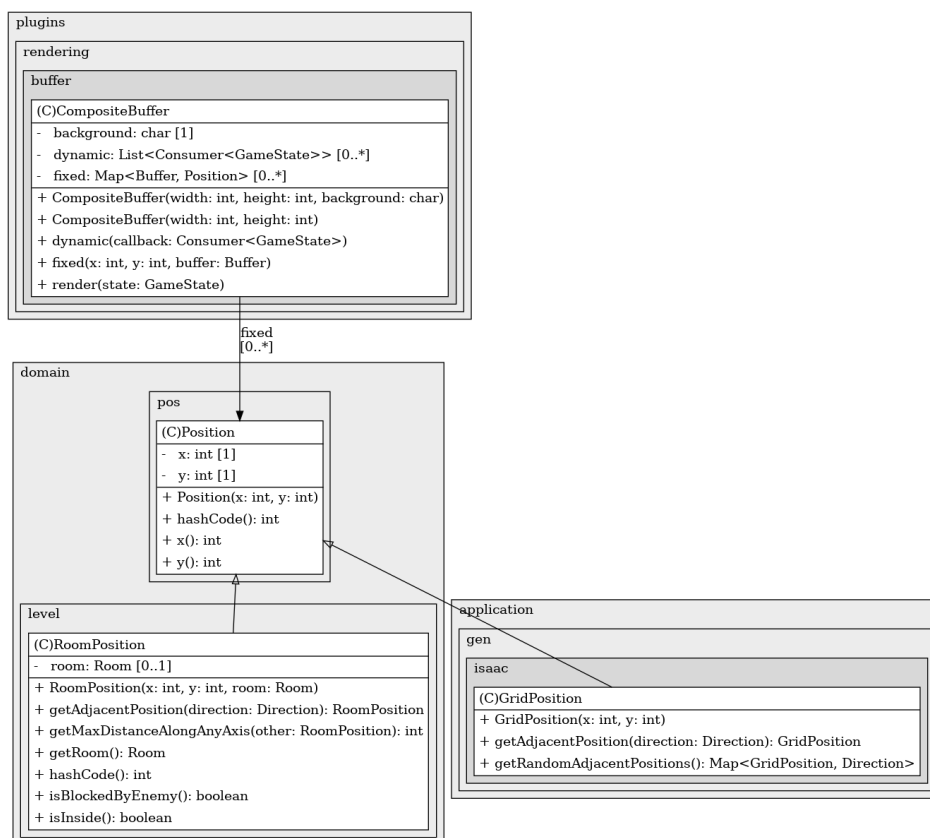 plugins
rendering
buffer
(C)CompositeBuffer
- background: char [1]
- dynamic: List<Consumer<GameState>> [0..*]
- fixed: Map<Buffer, Position> [0..*]
+ CompositeBuffer(width: int, height: int, background: char)
+ CompositeBuffer(width: int, height: int)
+ dynamic(callback: Consumer<GameState>)
+ fixed(x: int, y: int, buffer: Buffer)
+ render(state: GameState)
fixed
[0..*]
domain
pos
(C)Position
- x: int [1]
- y: int [1]
+ Position(x: int, y: int)
+ hashCode(): int
+ x(): int
+ y(): int
level
(C)RoomPosition
- room: Room [0..1]
+ RoomPosition(x: int, y: int, room: Room)
+ getAdjacentPosition(direction: Direction): RoomPosition
+ getMaxDistanceAlongAnyAxis(other: RoomPosition): int
+ getRoom(): Room
+ hashCode(): int
+ isBlockedByEnemy(): boolean
+ isInside(): boolean
application
gen
isaac
(C)GridPosition
+ GridPosition(x: int, y: int)
+ getAdjacentPosition(direction: Direction): GridPosition
+ getRandomAdjacentPositions(): Map<GridPosition, Direction>